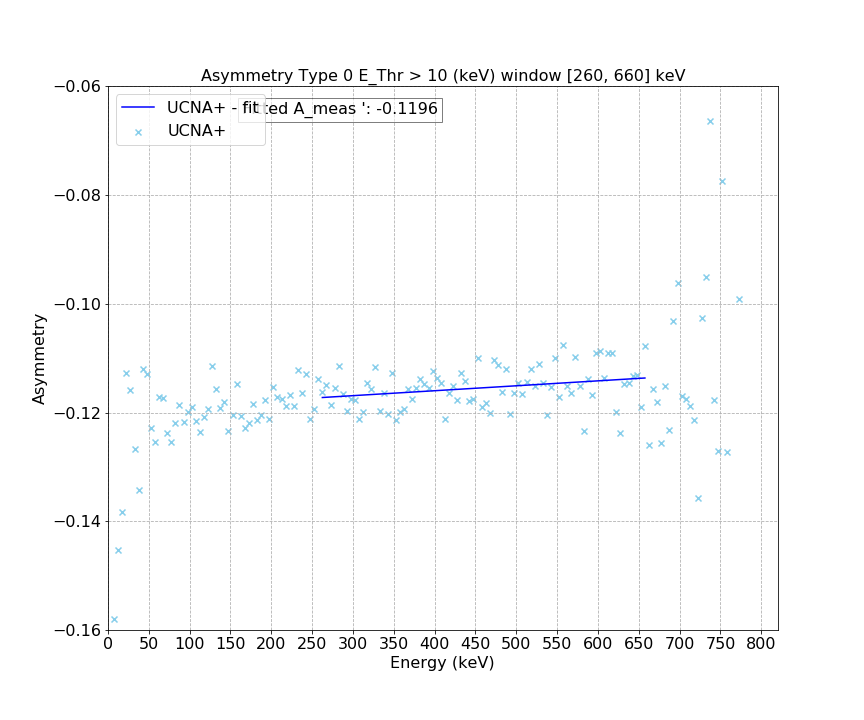 Asymmetry Type 0 E_Thr > 10 (keV) window [260, 660] keV
UCNA+ - fit
tted A_meas ': -0.1196
UCNA+
Asymmetry
−0.06
−0.08
−0.10
−0.12
−0.14
−0.16
0 50 100 150 200 250 300 350 400 450 500 550 600 650 700 750 800
Energy (keV)